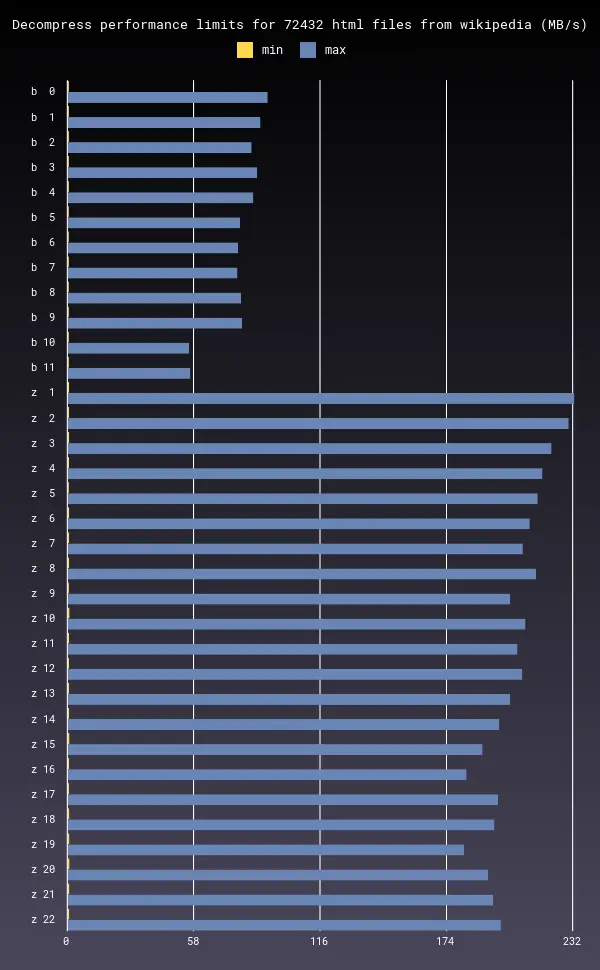 Decompress performance limits for 72432 html files from wikipedia (MB/s)
min max
b 0
b 1
b 2
b 3
b 4
b 5
b 6
b 7
b 8
b 9
b 10
b 11
z 1
z 2
z 3
z 4
z 5
z 6
z 7
z 8
z 9
z 10
z 11
z 12
z 13
z 14
z 15
z 16
z 17
z 18
z 19
z 20
z 21
z 22
0 58 116 174 232